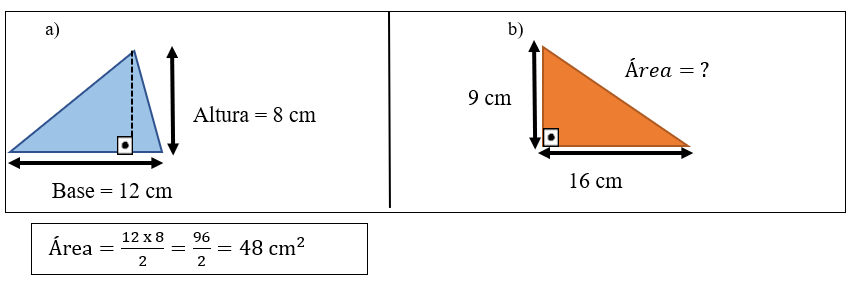 a)
Altura = 8 cm
Base = 12 cm
b)
Área = ?
9 cm
16 cm
Área = 12 x 8 / 2 = 96 / 2 = 48 cm²